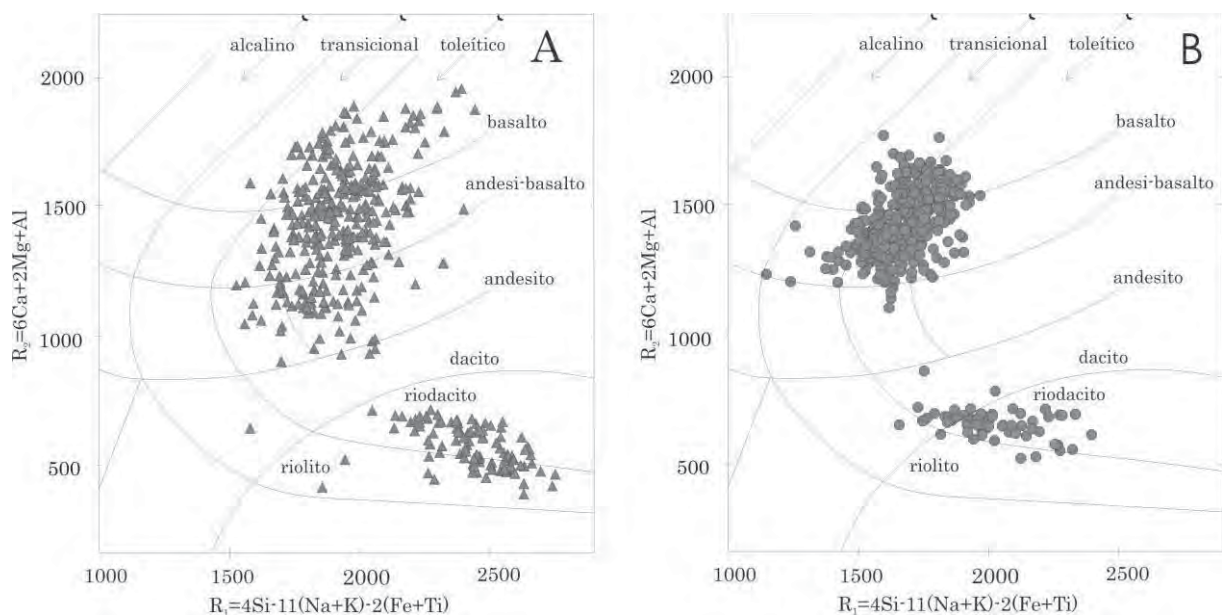 alcalino transicional toleítico A
2000
basalto
andesi-basalto
1500
andesito
1000
dacito
riodacito
500
riolito
R2=6Ca+2Mg+Al
1000 1500 2000 2500
R1=4Si-11(Na+K)-2(Fe+Ti)
alcalino transicional toleítico B
2000
basalto
andesi-basalto
1500
andesito
1000
dacito
riodacito
500
riolito
R2=6Ca+2Mg+Al
1000 1500 2000 2500
R1=4Si-11(Na+K)-2(Fe+Ti)